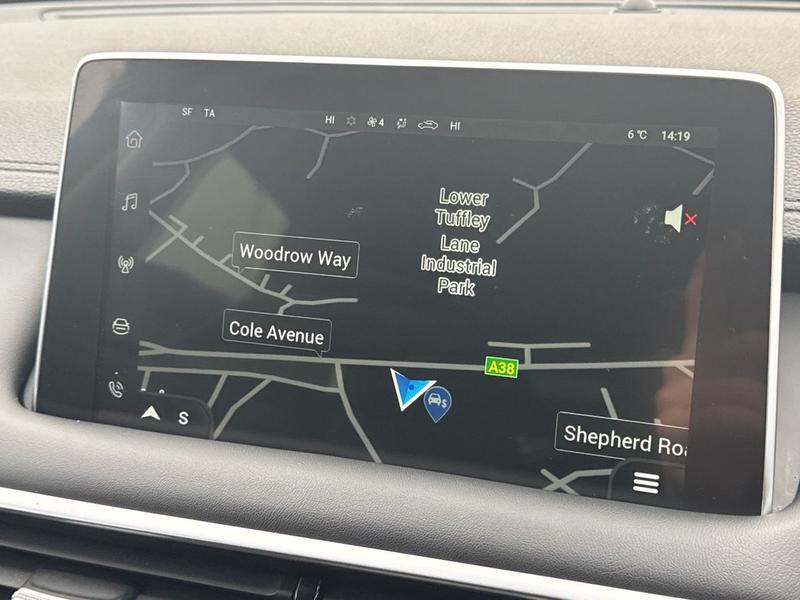 SF TA
HI 4 HI
6 °C 14:19
Lower
Tuffley
Lane
Industrial
Park
Woodrow Way
Cole Avenue
A38
S
Shepherd Roa